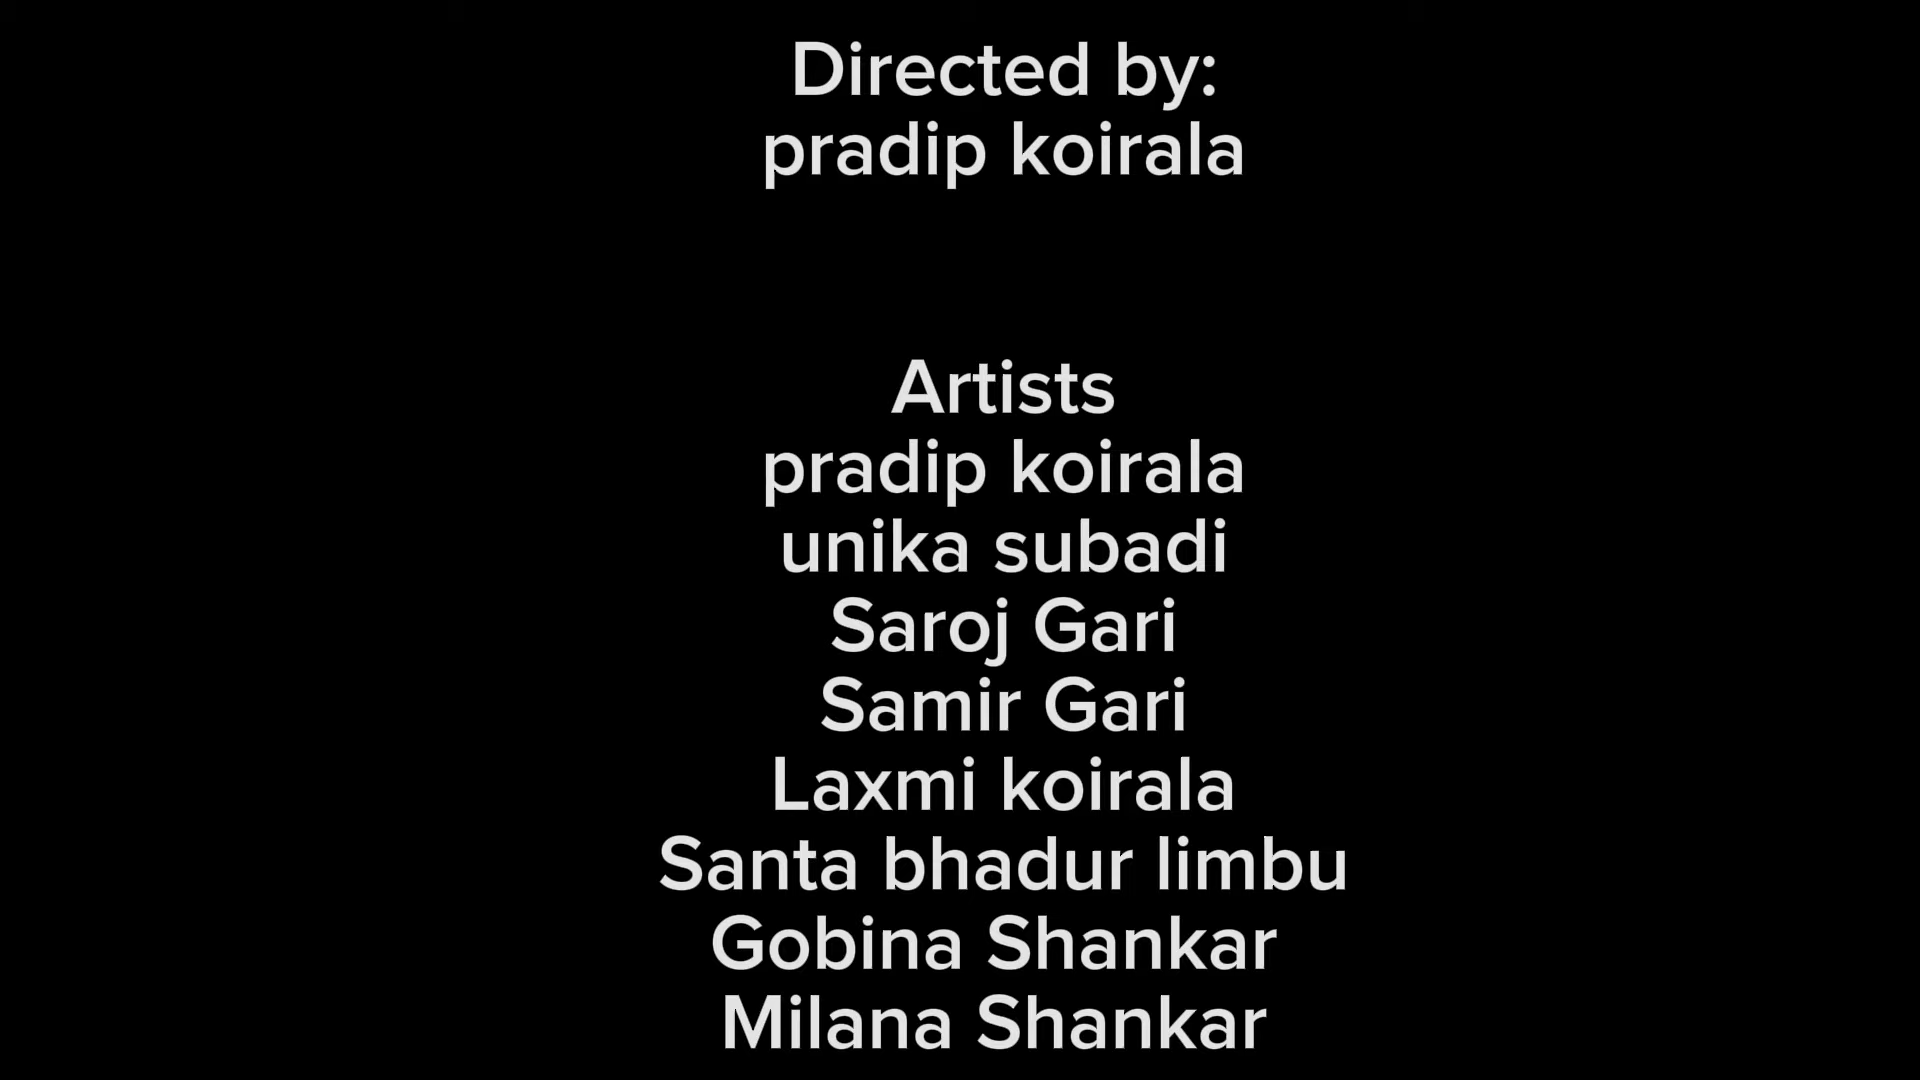 Directed by:
pradip koirala
Artists
pradip koirala
unika subadi
Saroj Gari
Samir Gari
Laxmi koirala
Santa bhadur limbu
Gobina Shankar
Milana Shankar